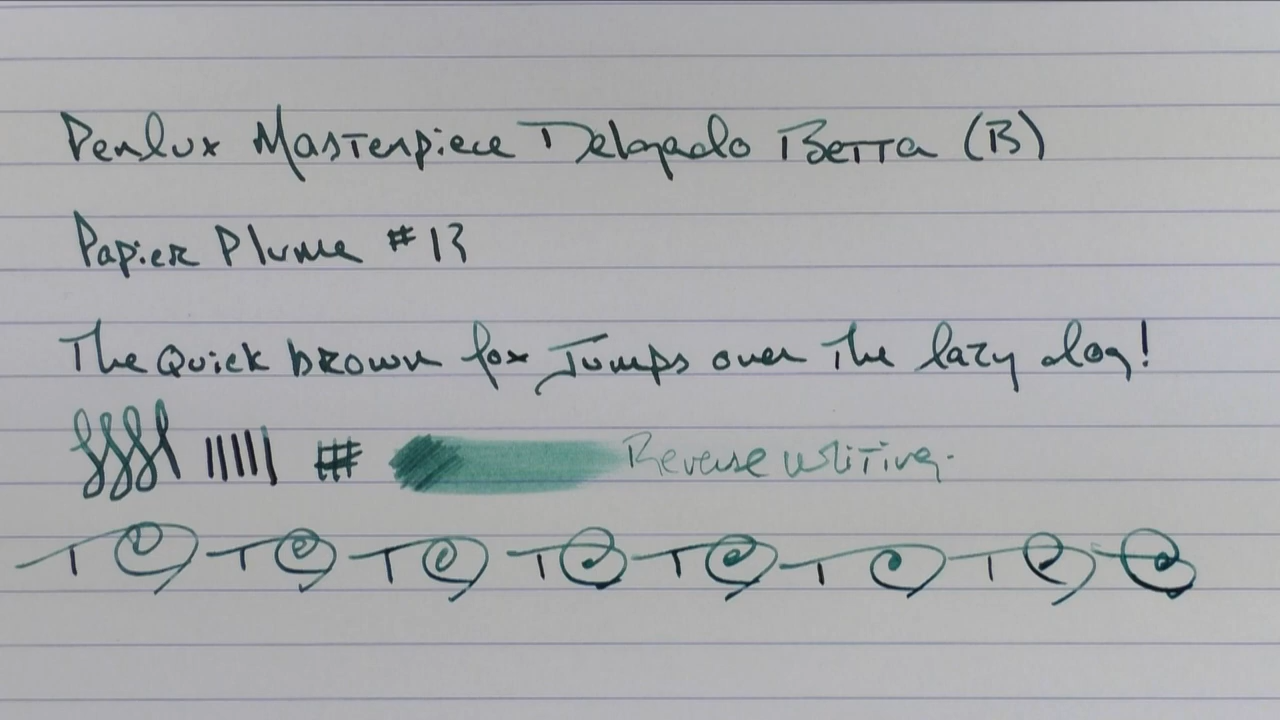 Penlux Masterpiece Delgado Betta (B)
Papier Plume #13
The Quick brown fox Jumps over The lazy dog!
Reverse writing.